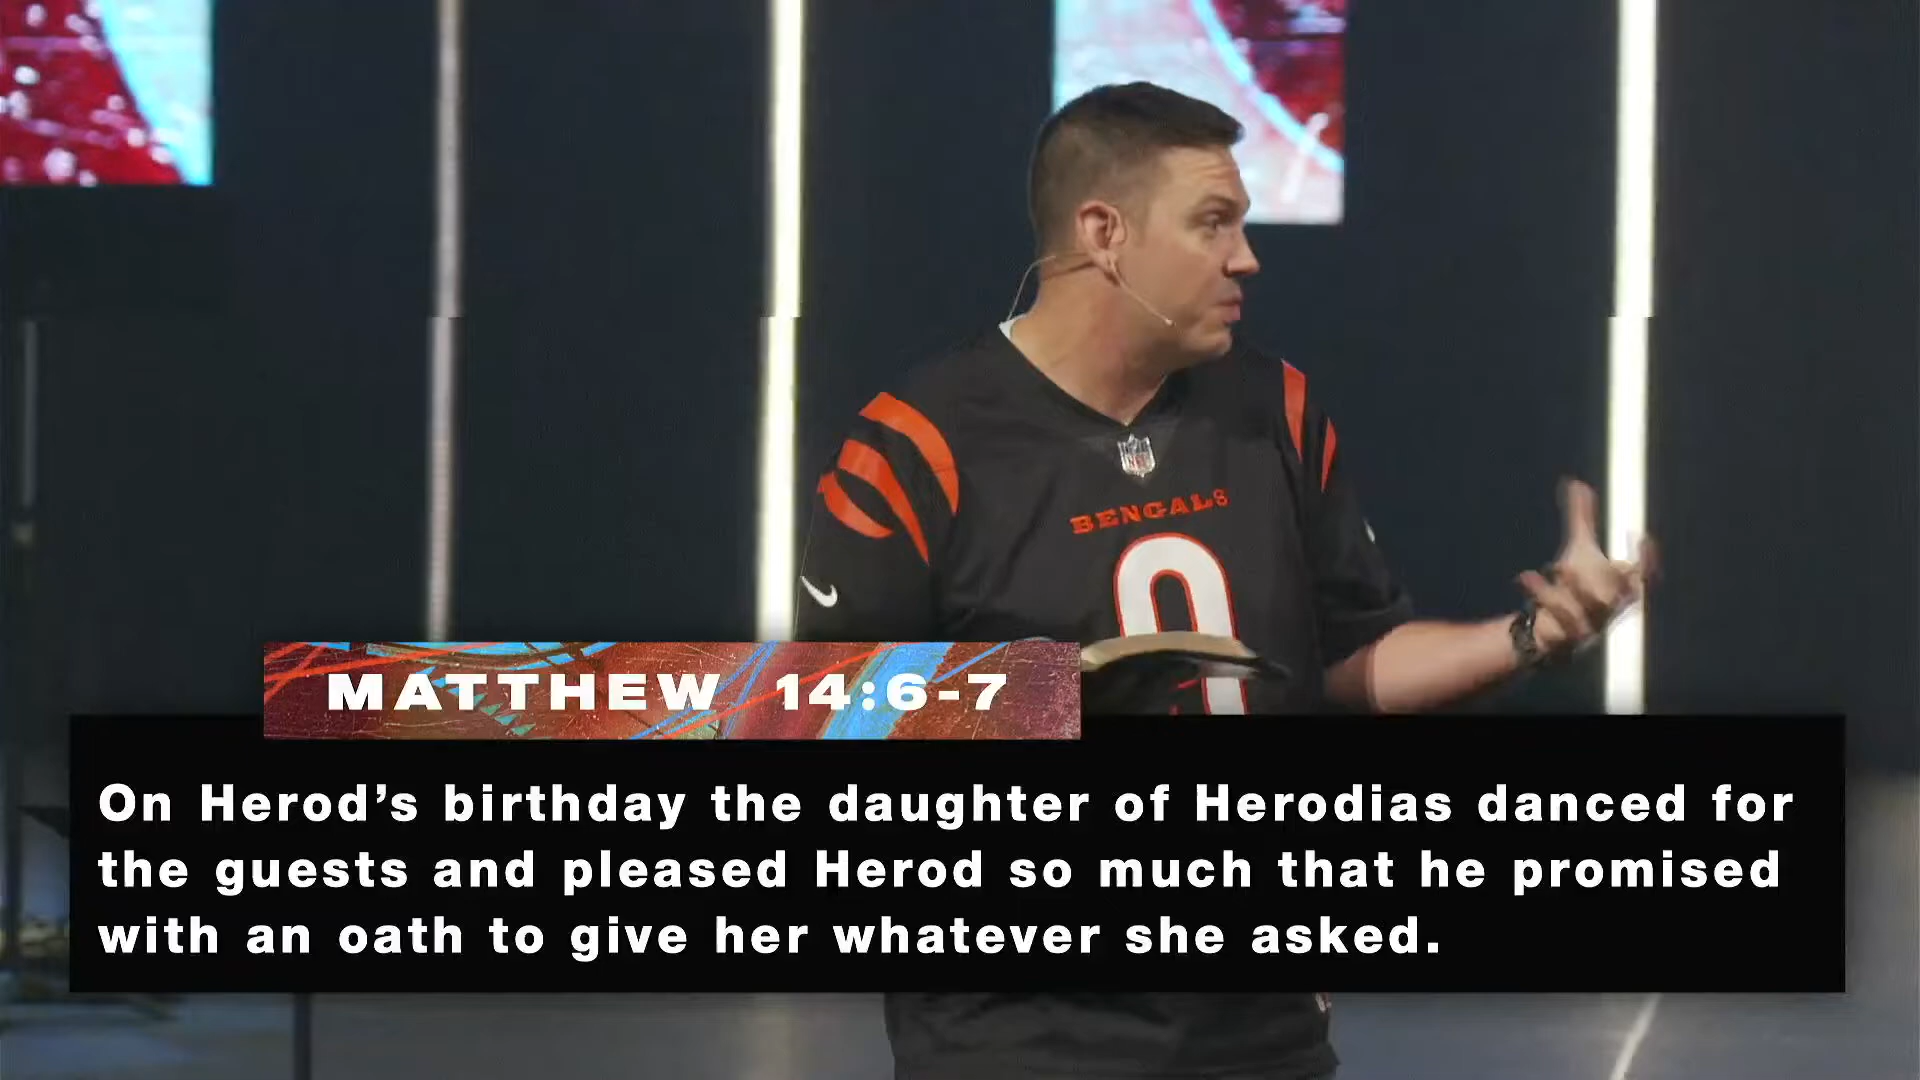 BENGALS
MATTHEW 14:6-7
On Herod's birthday the daughter of Herodias danced for
the guests and pleased Herod so much that he promised
with an oath to give her whatever she asked.